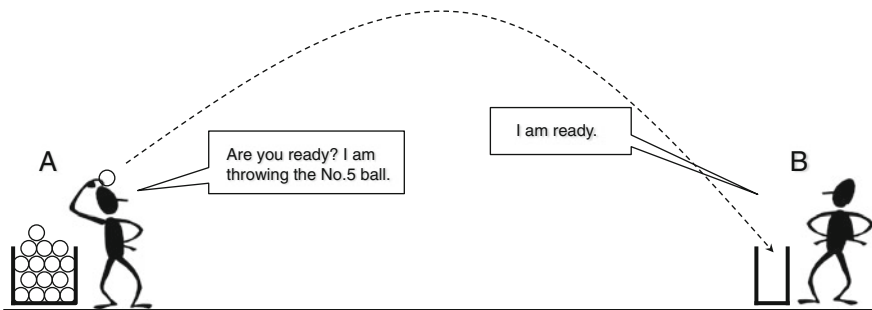 A
Are you ready? I am
throwing the No.5 ball.
I am ready.
B